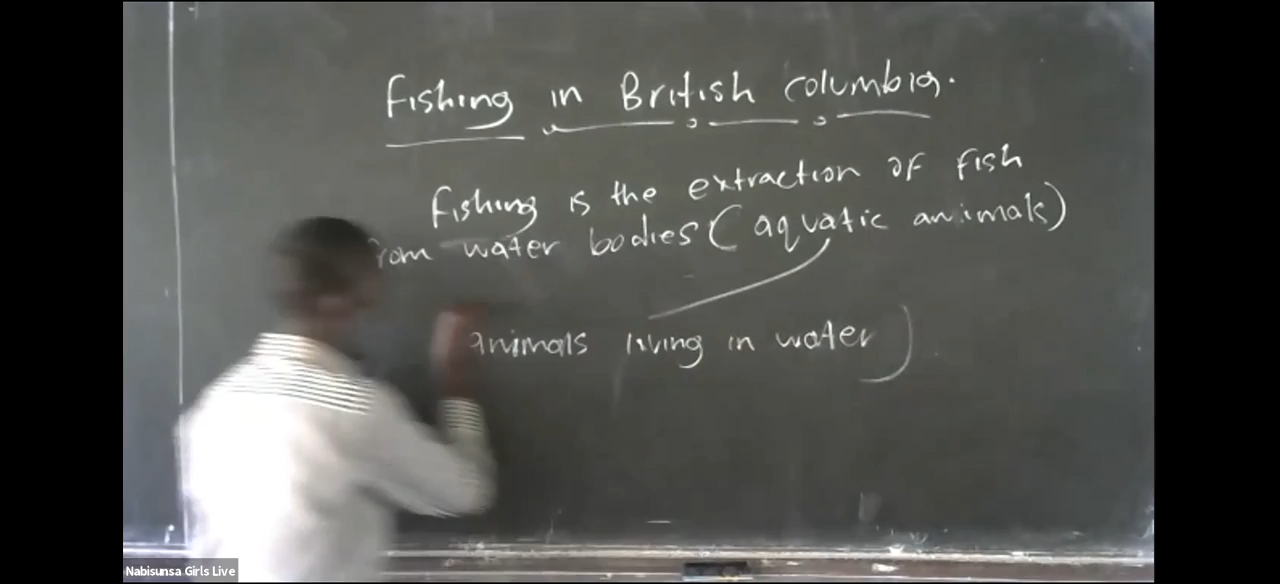 Fishing in British Columbia.
Fishing is the extraction of fish
from water bodies (aquatic animals)
animals living in water)
Nabisunsa Girls Live